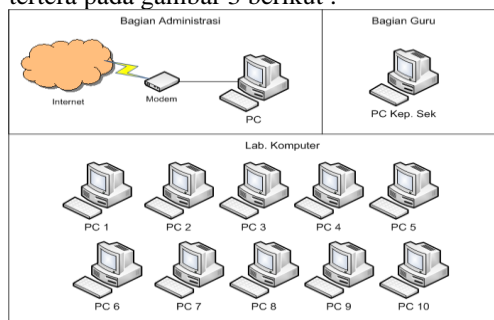 tertera pada gambar 3 berikut :
Bagian Administrasi
Bagian Guru
Internet
Modem
PC
PC Kep. Sek
Lab. Komputer
PC 1 PC 2 PC 3 PC 4 PC 5
PC 6 PC 7 PC 8 PC 9 PC 10